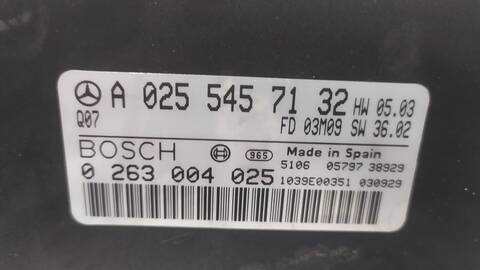 A 025 545 71 32 HW 05.03
Q07 FD 03M09 SW 36.02
BOSCH 965 Made in Spain
5106 05797 38929
0 263 004 025 1039E00351 030929